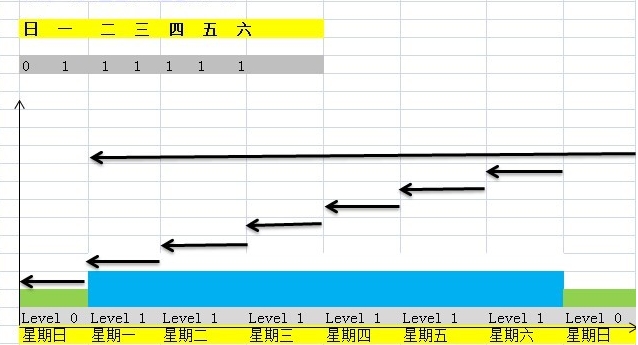 日 一 二 三 四 五 六
0 1 1 1 1 1 1
Level 0 Level 1 Level 1 Level 1 Level 1 Level 1 Level 1 Level 0
星期日 星期一 星期二 星期三 星期四 星期五 星期六 星期日